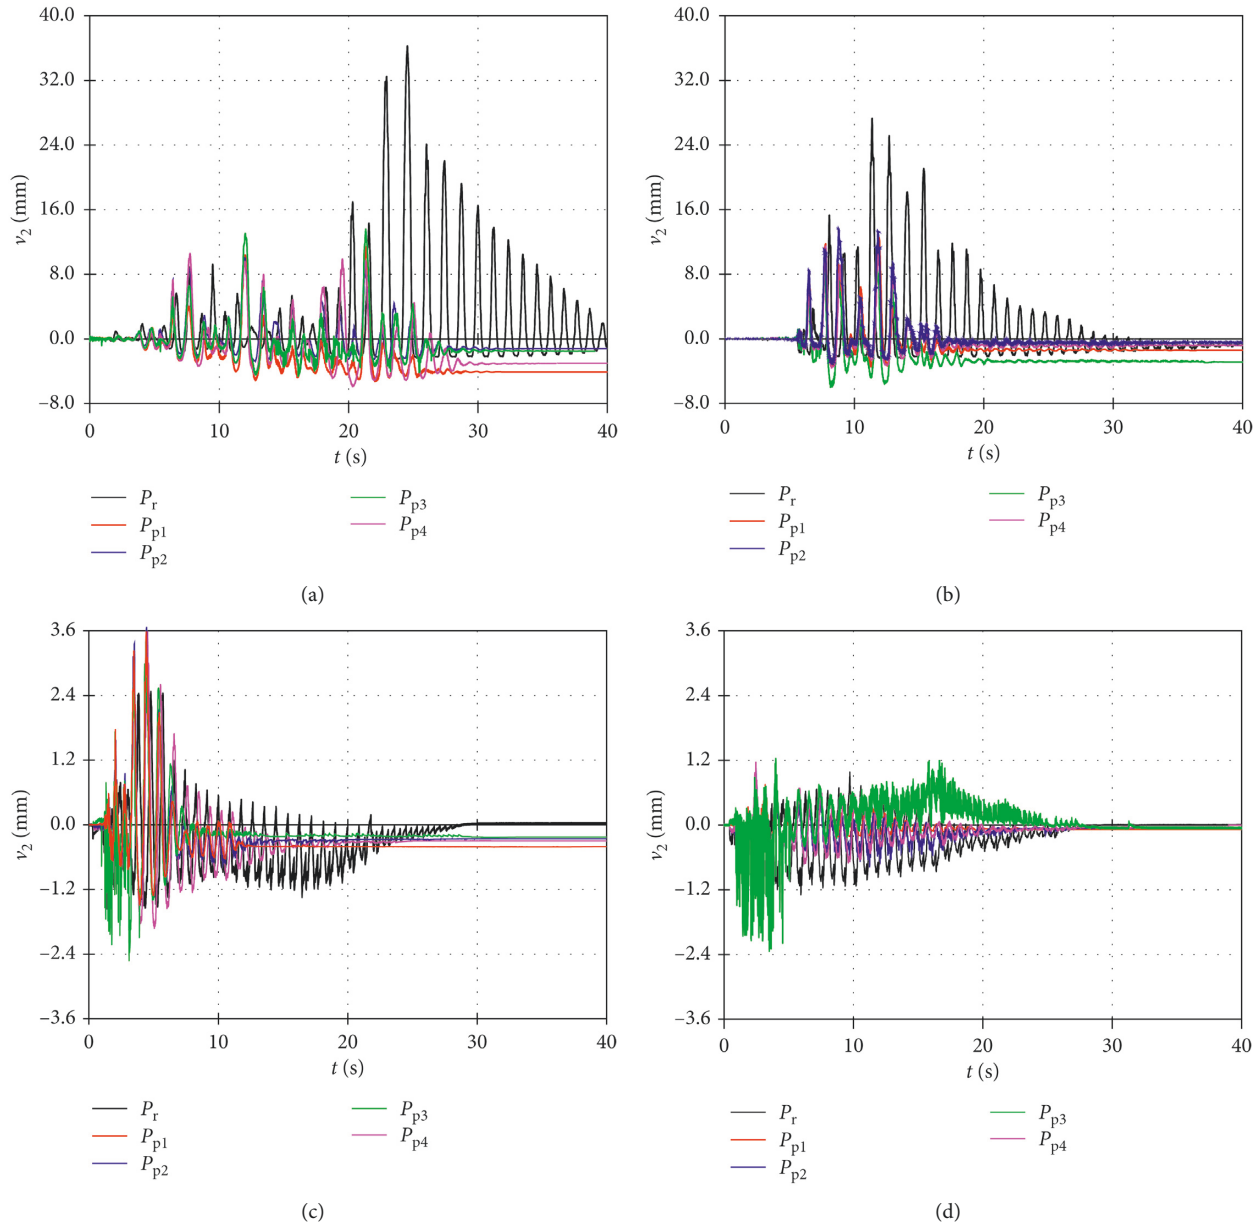 40.0
32.0
24.0
16.0
8.0
0.0
−8.0
v2 (mm)
0 10 20 30 40
t (s)
Pr
Pp1
Pp2
Pp3
Pp4
(a)
40.0
32.0
24.0
16.0
8.0
0.0
−8.0
v2 (mm)
0 10 20 30 40
t (s)
Pr
Pp1
Pp2
Pp3
Pp4
(b)
3.6
2.4
1.2
0.0
−1.2
−2.4
−3.6
v2 (mm)
0 10 20 30 40
t (s)
Pr
Pp1
Pp2
Pp3
Pp4
(c)
3.6
2.4
1.2
0.0
−1.2
−2.4
−3.6
v2 (mm)
0 10 20 30 40
t (s)
Pr
Pp1
Pp2
Pp3
Pp4
(d)